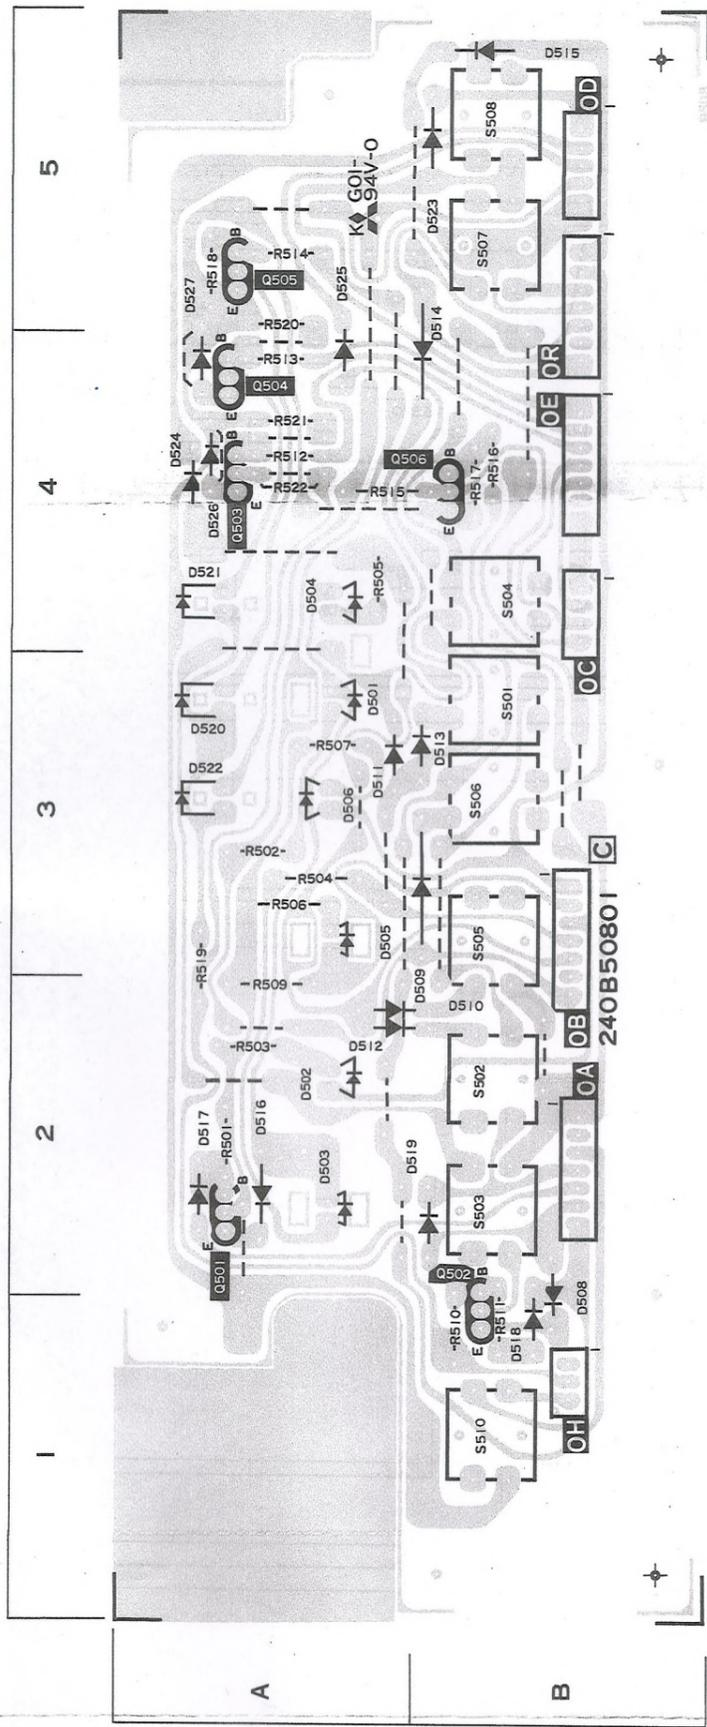 5
4
3
2
1
A
B
D515
S508
OD
K GOI-
94V-0
D523
S507
B
-R518-
Q505
E
-R514-
D527
D525
-R520-
D514
B
-R513-
Q504
E
OR
OE
-R521-
D524
B
-R512-
-R522-
D526
Q503
E
Q506
B
-R517-
-R516-
-R515-
E
D521
D504
-R505-
S504
OC
D520
D501
S501
-R507-
D511
D513
D522
D506
S506
-R502-
-R504-
-R506-
C
240B50801
-R519-
D505
S505
-R509-
D509
D510
OB
-R503-
D512
D502
S502
OA
D517
-R501-
D516
B
D503
D519
S503
E
Q501
Q502
B
-R510-
-R511-
E
D518
D508
S510
OH